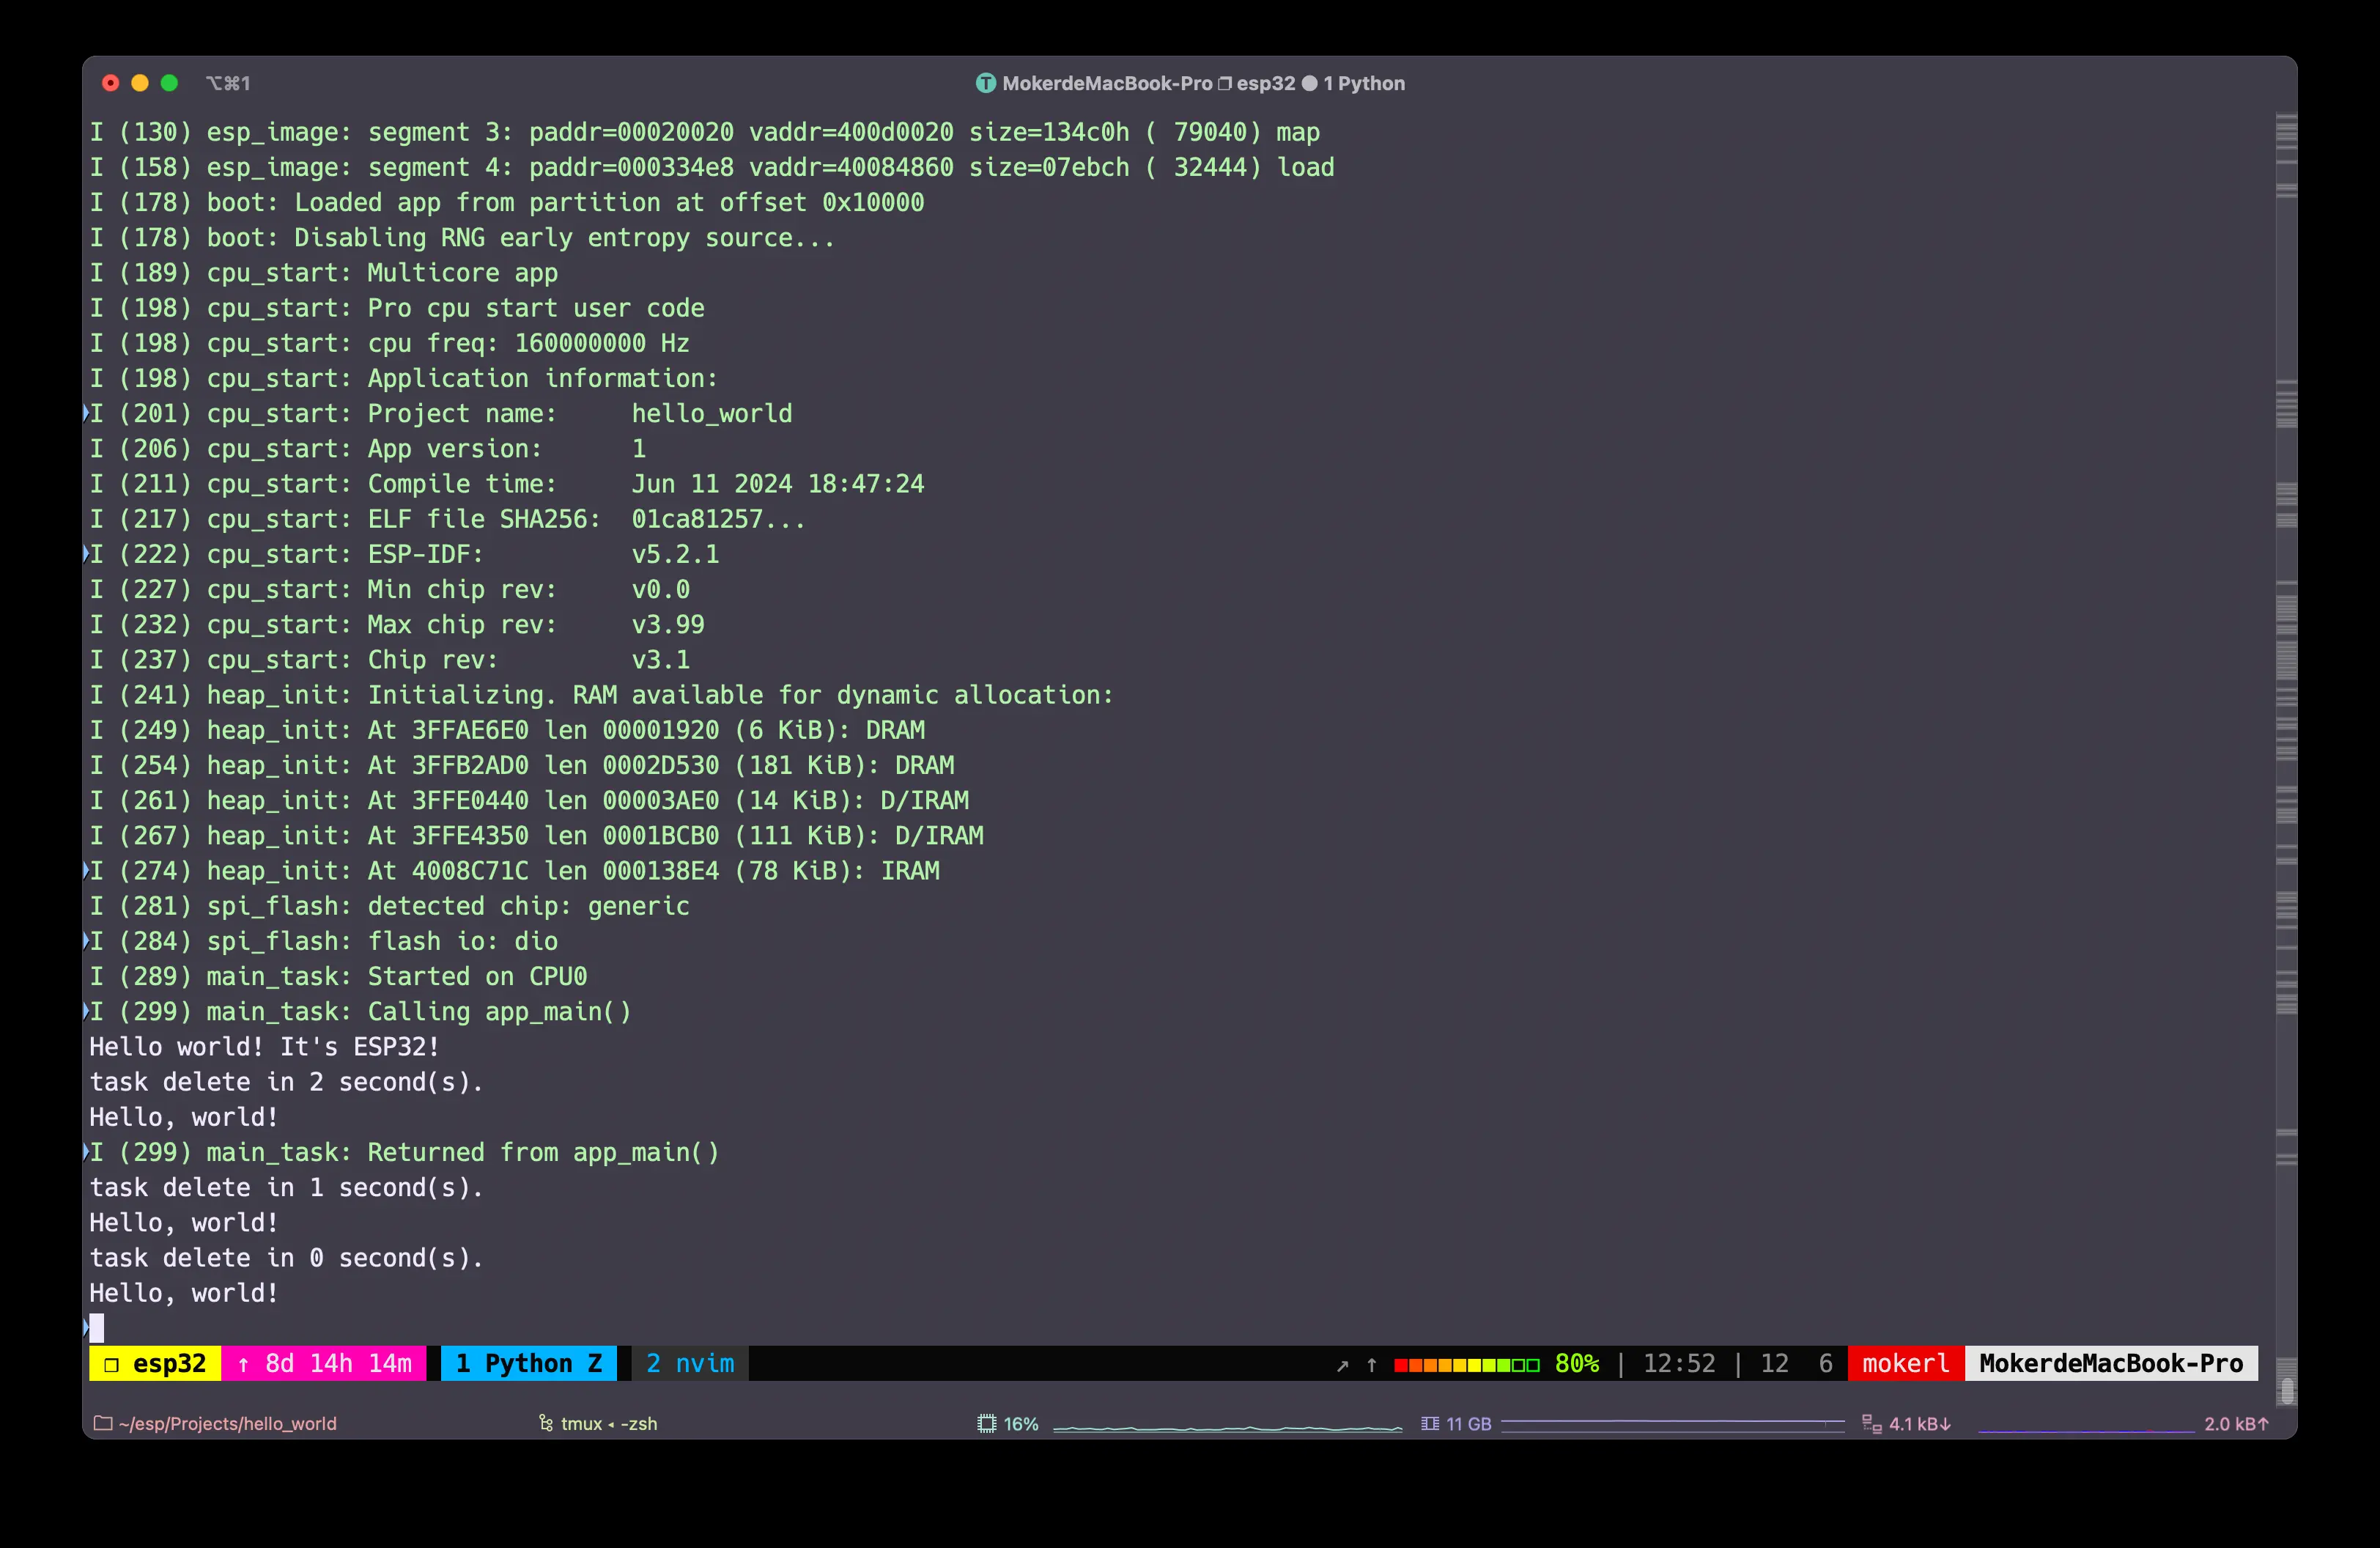 ⌥⌘1
T MokerdeMacBook-Pro ❐ esp32 ● 1 Python
I (130) esp_image: segment 3: paddr=00020020 vaddr=400d0020 size=134c0h ( 79040) map
I (158) esp_image: segment 4: paddr=000334e8 vaddr=40084860 size=07ebch ( 32444) load
I (178) boot: Loaded app from partition at offset 0x10000
I (178) boot: Disabling RNG early entropy source...
I (189) cpu_start: Multicore app
I (198) cpu_start: Pro cpu start user code
I (198) cpu_start: cpu freq: 160000000 Hz
I (198) cpu_start: Application information:
I (201) cpu_start: Project name:     hello_world
I (206) cpu_start: App version:      1
I (211) cpu_start: Compile time:     Jun 11 2024 18:47:24
I (217) cpu_start: ELF file SHA256:  01ca81257...
I (222) cpu_start: ESP-IDF:          v5.2.1
I (227) cpu_start: Min chip rev:     v0.0
I (232) cpu_start: Max chip rev:     v3.99
I (237) cpu_start: Chip rev:         v3.1
I (241) heap_init: Initializing. RAM available for dynamic allocation:
I (249) heap_init: At 3FFAE6E0 len 00001920 (6 KiB): DRAM
I (254) heap_init: At 3FFB2AD0 len 0002D530 (181 KiB): DRAM
I (261) heap_init: At 3FFE0440 len 00003AE0 (14 KiB): D/IRAM
I (267) heap_init: At 3FFE4350 len 0001BCB0 (111 KiB): D/IRAM
I (274) heap_init: At 4008C71C len 000138E4 (78 KiB): IRAM
I (281) spi_flash: detected chip: generic
I (284) spi_flash: flash io: dio
I (289) main_task: Started on CPU0
I (299) main_task: Calling app_main()
Hello world! It's ESP32!
task delete in 2 second(s).
Hello, world!
I (299) main_task: Returned from app_main()
task delete in 1 second(s).
Hello, world!
task delete in 0 second(s).
Hello, world!
❐ esp32 ↑ 8d 14h 14m 1 Python Z 2 nvim ↗ ↑ 80% | 12:52 | 12 6 mokerl MokerdeMacBook-Pro
~/esp/Projects/hello_world tmux ◂ -zsh 16% 11 GB 4.1 kB↓ 2.0 kB↑